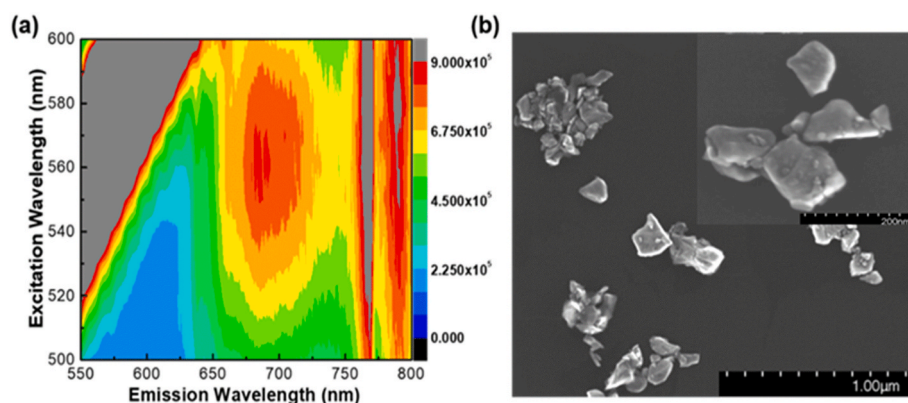 (a)
600
580
560
540
520
500
Excitation Wavelength (nm)
550 600 650 700 750 800
Emission Wavelength (nm)
9.000x10⁵
6.750x10⁵
4.500x10⁵
2.250x10⁵
0.000
(b)
200nm
1.00μm